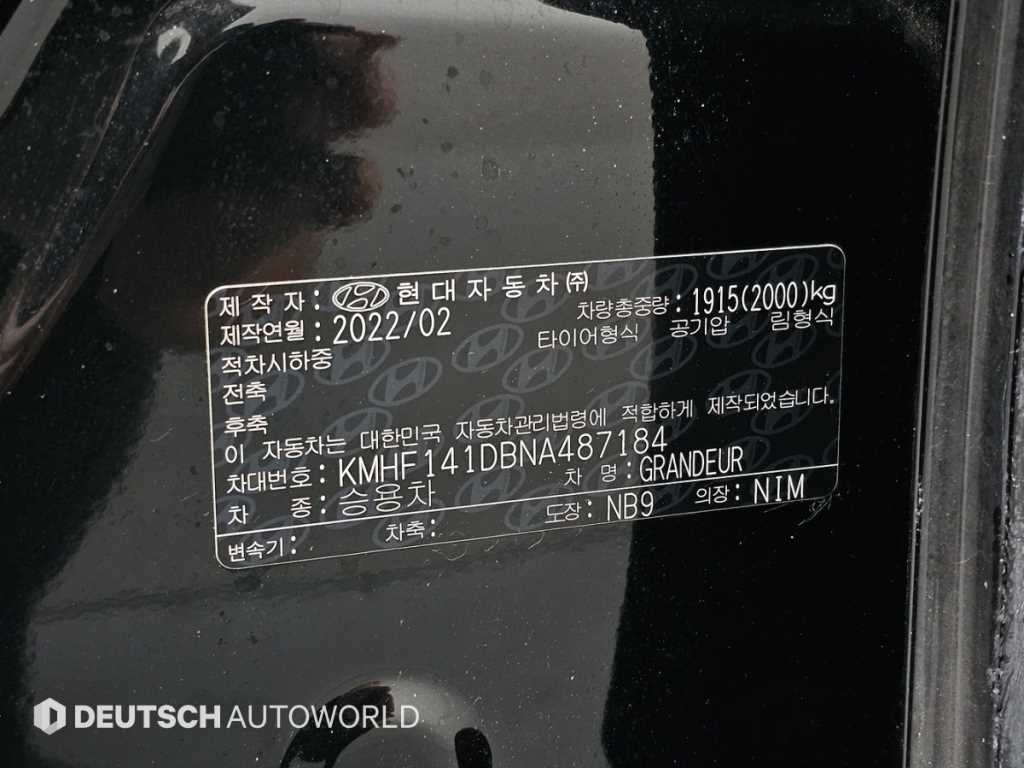 제 작 자 : 현 대 자 동 차 ㈜ 차량총중량 : 1915(2000)kg
제작연월 : 2022/02 타이어형식 공기압 림형식
적차시하중
전축
후축
이 자동차는 대한민국 자동차관리법령에 적합하게 제작되었습니다.
차대번호 : KMHF141DBNA487184
차 종 : 승용차 차 명 : GRANDEUR
변속기 : 차축 : 도장 : NB9 의장 : NIM
DEUTSCH AUTOWORLD